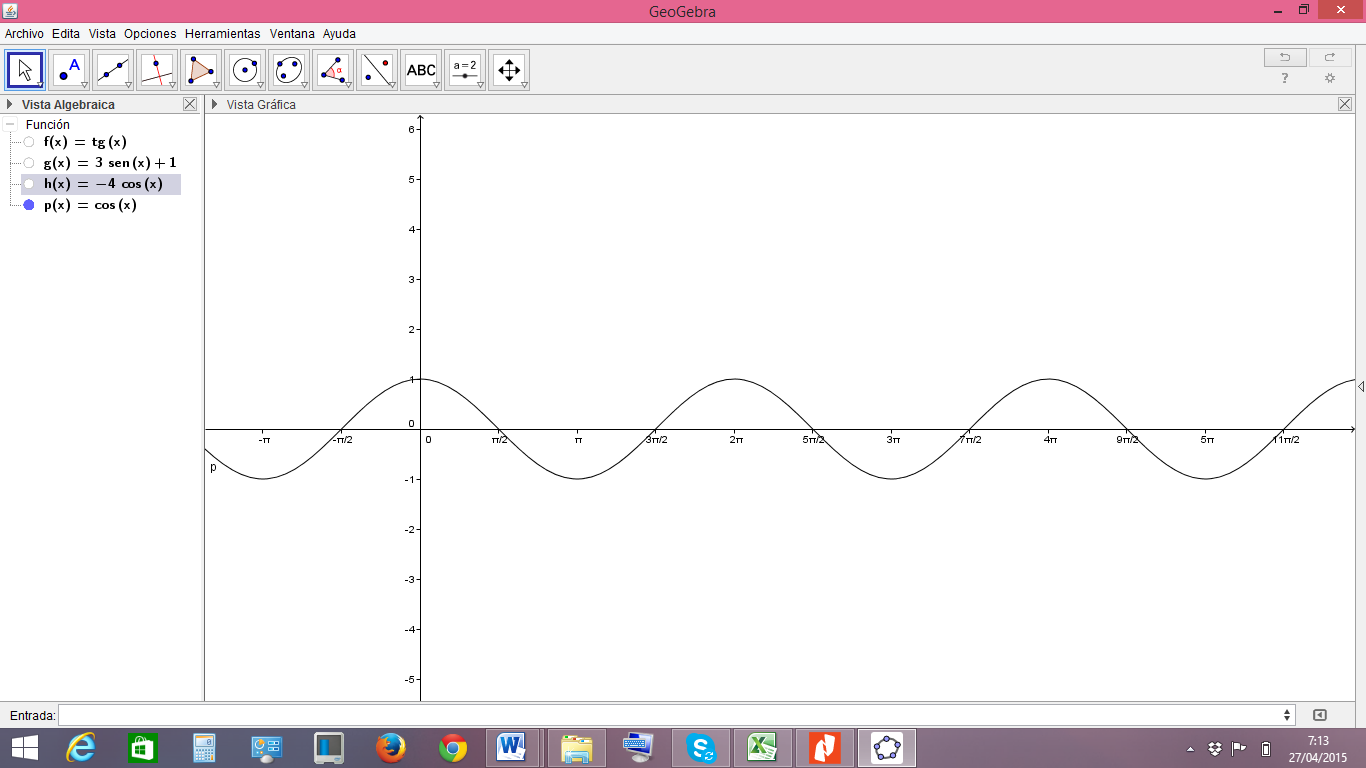 GeoGebra
Archivo Edita Vista Opciones Herramientas Ventana Ayuda
A ABC a = 2
α
?
Vista Algebraica
Vista Gráfica
Función
f(x) = tg (x)
g(x) = 3 sen (x) + 1
h(x) = −4 cos (x)
p(x) = cos (x)
6
5
4
3
2
1
0
-π -π/2 0 π/2 π 3π/2 2π 5π/2 3π 7π/2 4π 9π/2 5π 11π/2
p
-1
-2
-3
-4
-5
Entrada:
7:13
27/04/2015